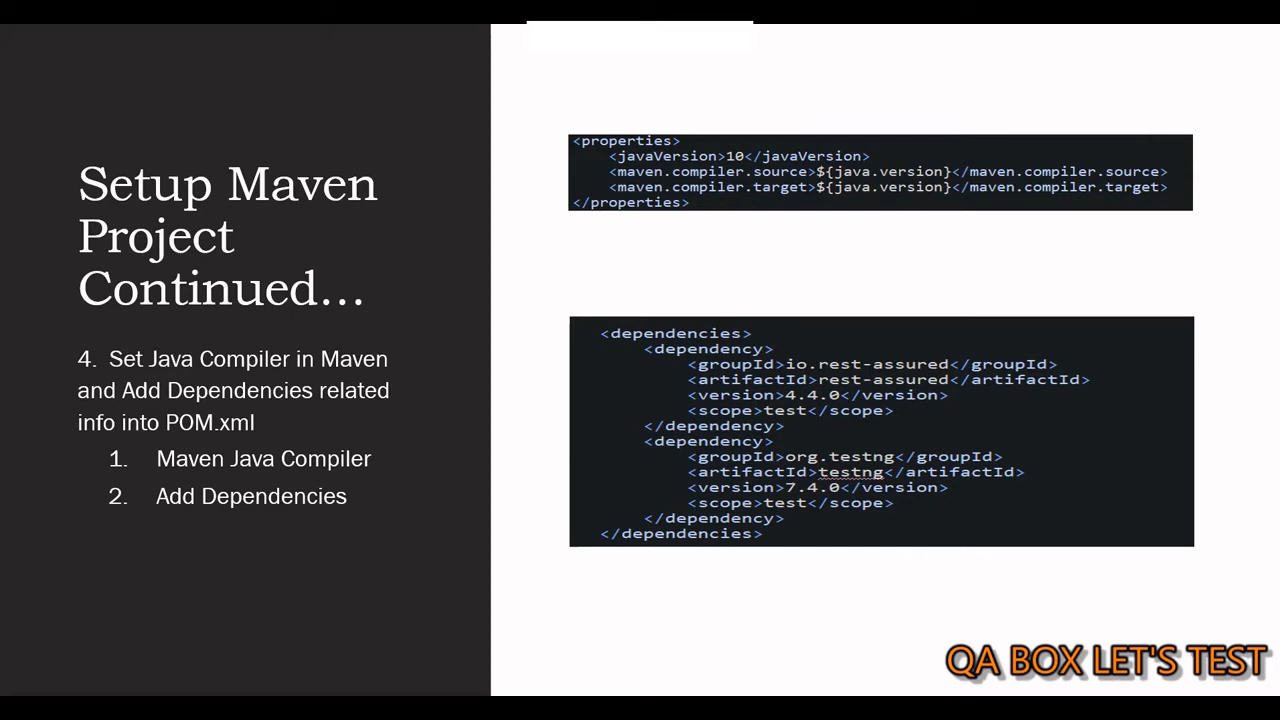 Setup Maven
Project
Continued...
4. Set Java Compiler in Maven
and Add Dependencies related
info into POM.xml
1. Maven Java Compiler
2. Add Dependencies
<properties>
<javaVersion>10</javaVersion>
<maven.compiler.source>${java.version}</maven.compiler.source>
<maven.compiler.target>${java.version}</maven.compiler.target>
</properties>
<dependencies>
<dependency>
<groupId>io.rest-assured</groupId>
<artifactId>rest-assured</artifactId>
<version>4.4.0</version>
<scope>test</scope>
</dependency>
<dependency>
<groupId>org.testng</groupId>
<artifactId>testng</artifactId>
<version>7.4.0</version>
<scope>test</scope>
</dependency>
</dependencies>
QA BOX LET'S TEST